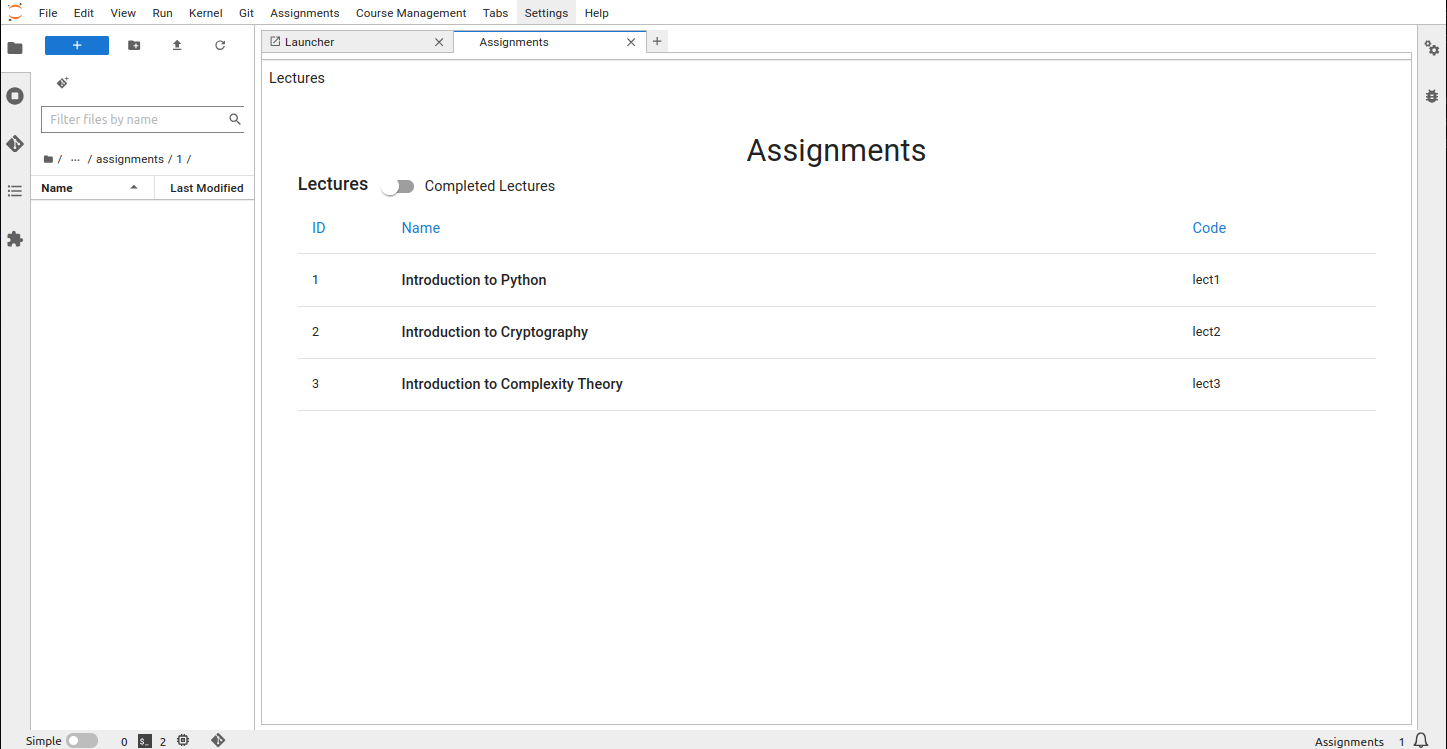 File Edit View Run Kernel Git Assignments Course Management Tabs Settings Help
Launcher Assignments
Filter files by name
/ ... / assignments / 1 /
Name Last Modified
Lectures
Assignments
Lectures Completed Lectures
ID Name Code
1 Introduction to Python lect1
2 Introduction to Cryptography lect2
3 Introduction to Complexity Theory lect3
Simple 0 $_ 2 Assignments 1